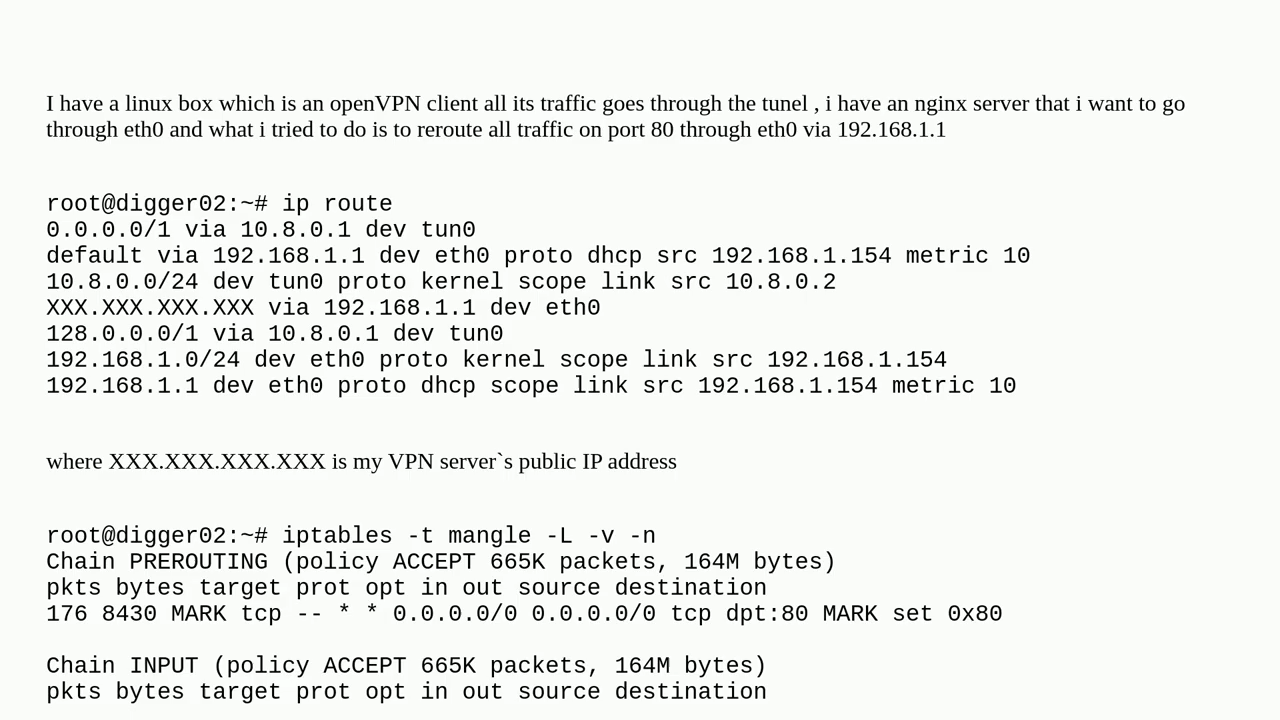 I have a linux box which is an openVPN client all its traffic goes through the tunel , i have an nginx server that i want to go
through eth0 and what i tried to do is to reroute all traffic on port 80 through eth0 via 192.168.1.1
root@digger02:~# ip route
0.0.0.0/1 via 10.8.0.1 dev tun0
default via 192.168.1.1 dev eth0 proto dhcp src 192.168.1.154 metric 10
10.8.0.0/24 dev tun0 proto kernel scope link src 10.8.0.2
XXX.XXX.XXX.XXX via 192.168.1.1 dev eth0
128.0.0.0/1 via 10.8.0.1 dev tun0
192.168.1.0/24 dev eth0 proto kernel scope link src 192.168.1.154
192.168.1.1 dev eth0 proto dhcp scope link src 192.168.1.154 metric 10
where XXX.XXX.XXX.XXX is my VPN server`s public IP address
root@digger02:~# iptables -t mangle -L -v -n
Chain PREROUTING (policy ACCEPT 665K packets, 164M bytes)
pkts bytes target prot opt in out source destination
176 8430 MARK tcp -- * * 0.0.0.0/0 0.0.0.0/0 tcp dpt:80 MARK set 0x80
Chain INPUT (policy ACCEPT 665K packets, 164M bytes)
pkts bytes target prot opt in out source destination